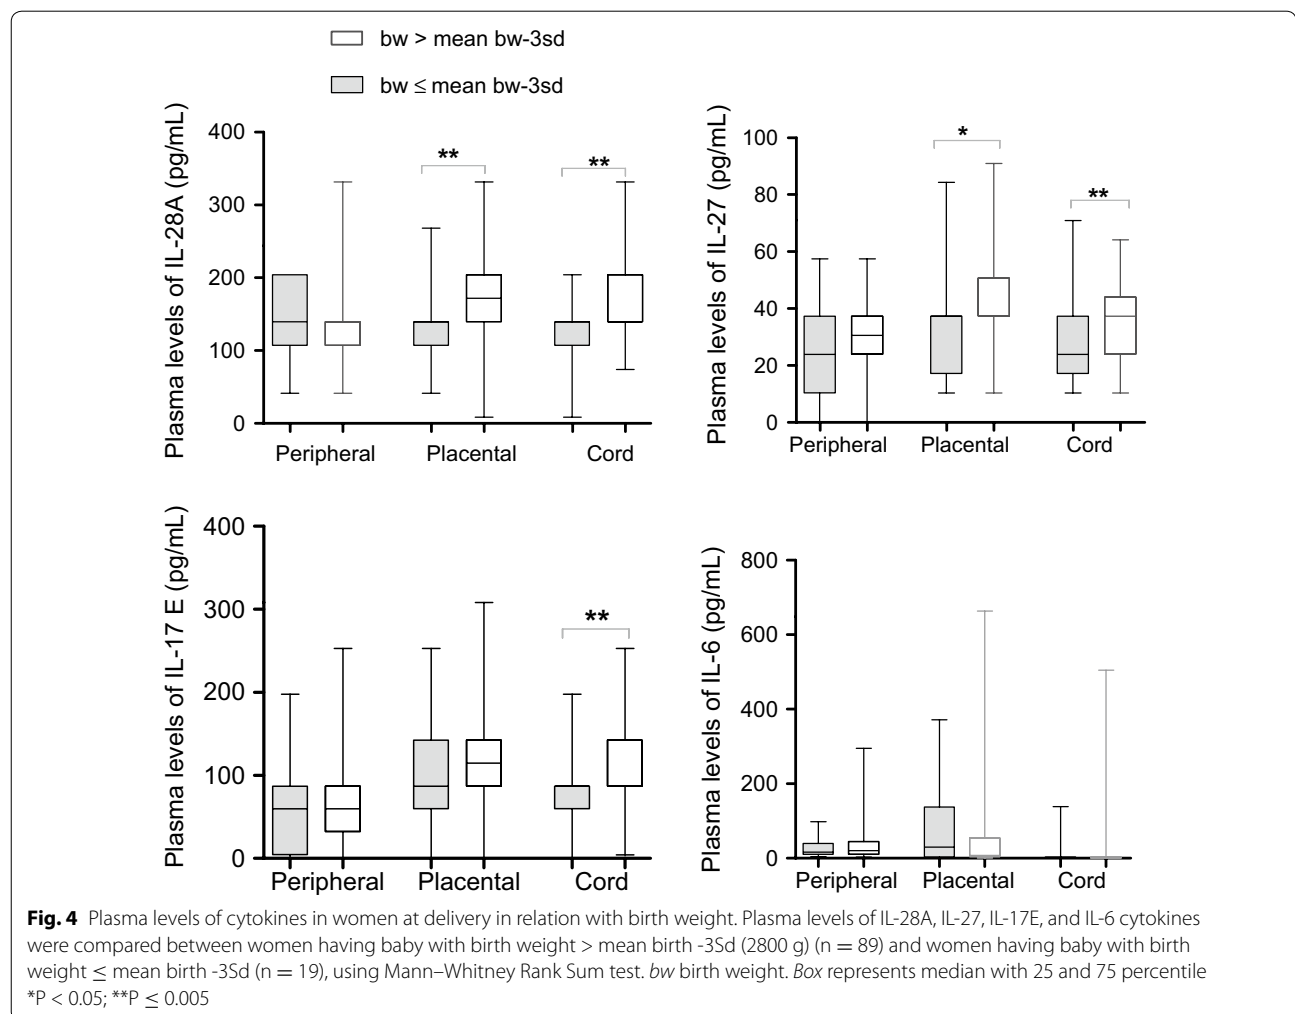 bw > mean bw-3sd
bw ≤ mean bw-3sd
Plasma levels of IL-28A (pg/mL)
400
300
200
100
0
**
**
Peripheral
Placental
Cord
Plasma levels of IL-27 (pg/mL)
100
80
60
40
20
0
*
**
Peripheral
Placental
Cord
Plasma levels of IL-17 E (pg/mL)
400
300
200
100
0
**
Peripheral
Placental
Cord
Plasma levels of IL-6 (pg/mL)
800
600
400
200
0
Peripheral
Placental
Cord
Fig. 4 Plasma levels of cytokines in women at delivery in relation with birth weight. Plasma levels of IL-28A, IL-27, IL-17E, and IL-6 cytokines
were compared between women having baby with birth weight > mean birth -3Sd (2800 g) (n = 89) and women having baby with birth
weight ≤ mean birth -3Sd (n = 19), using Mann–Whitney Rank Sum test. bw birth weight. Box represents median with 25 and 75 percentile
*P < 0.05; **P ≤ 0.005